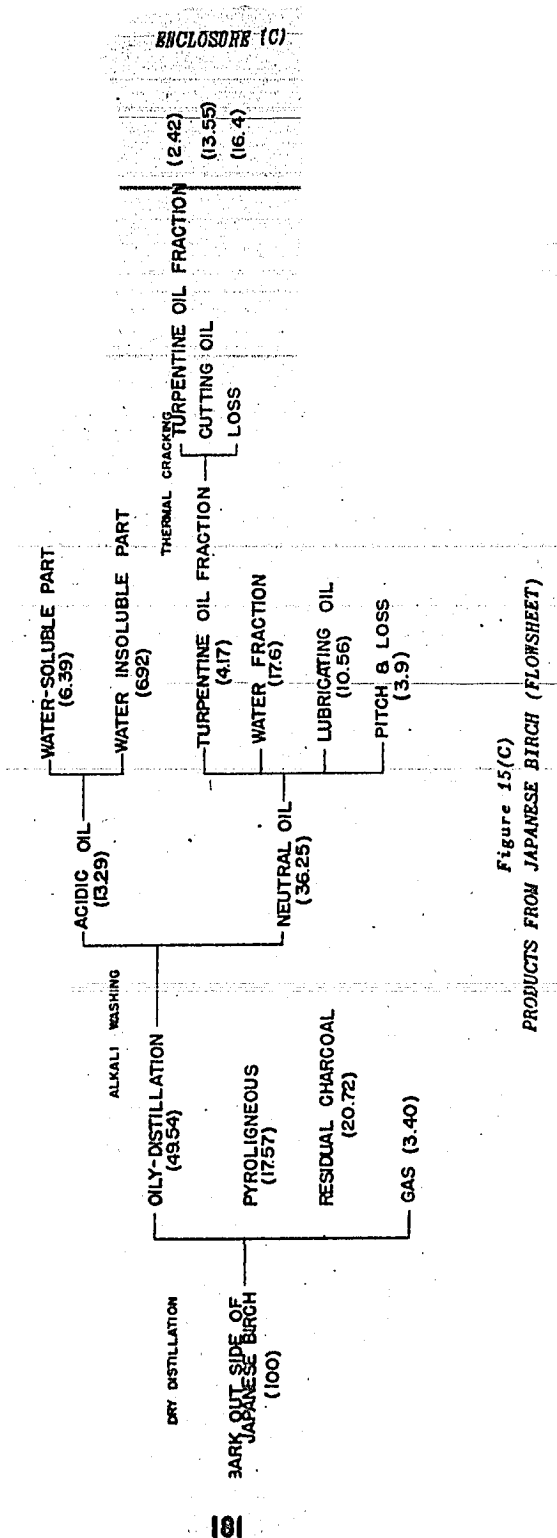 ENCLOSURE (C)
DRY DISTILLATION
BARK OUT SIDE OF
JAPANESE BIRCH
(100)
ALKALI WASHING
OILY-DISTILLATION
(49.54)
PYROLIGNEOUS
(17.57)
RESIDUAL CHARCOAL
(20.72)
GAS (3.40)
ACIDIC OIL
(13.29)
NEUTRAL OIL
(36.25)
WATER-SOLUBLE PART
(6.39)
WATER INSOLUBLE PART
(6.92)
THERMAL CRACKING
TURPENTINE OIL FRACTION
(4.17)
WATER FRACTION
(17.6)
LUBRICATING OIL
(10.56)
PITCH & LOSS
(3.9)
TURPENTINE OIL FRACTION (2.42)
CUTTING OIL (13.55)
LOSS (16.4)
Figure 15(C)
PRODUCTS FROM JAPANESE BIRCH (FLOWSHEET)
181